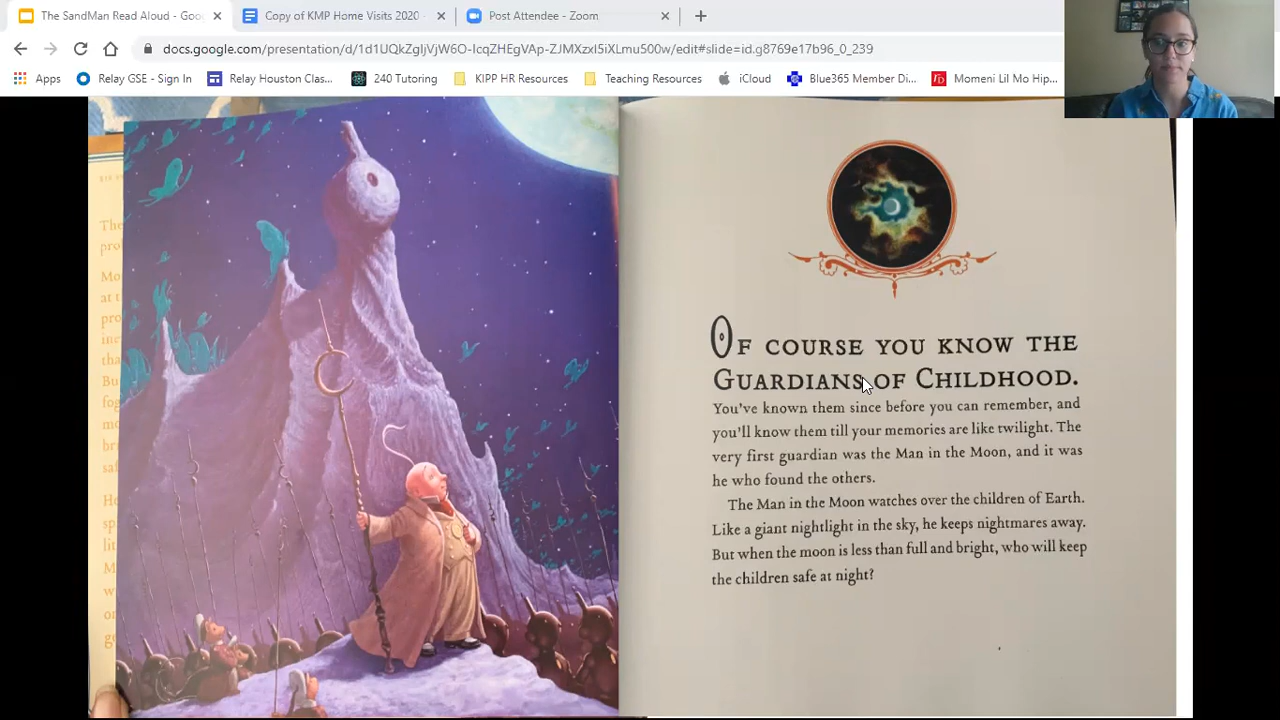 The SandMan Read Aloud - Goo
Copy of KMP Home Visits 2020 -
Post Attendee - Zoom
docs.google.com/presentation/d/1d1UQkZgIjVjW6O-IcqZHEgVAp-ZJMXzxI5iXLmu500w/edit#slide=id.g8769e17b96_0_239
Apps
Relay GSE - Sign In
Relay Houston Clas...
240 Tutoring
KIPP HR Resources
Teaching Resources
iCloud
Blue365 Member Di...
Momeni Lil Mo Hip...
OF COURSE YOU KNOW THE
GUARDIANS OF CHILDHOOD.
You've known them since before you can remember, and
you'll know them till your memories are like twilight. The
very first guardian was the Man in the Moon, and it was
he who found the others.
The Man in the Moon watches over the children of Earth.
Like a giant nightlight in the sky, he keeps nightmares away.
But when the moon is less than full and bright, who will keep
the children safe at night?